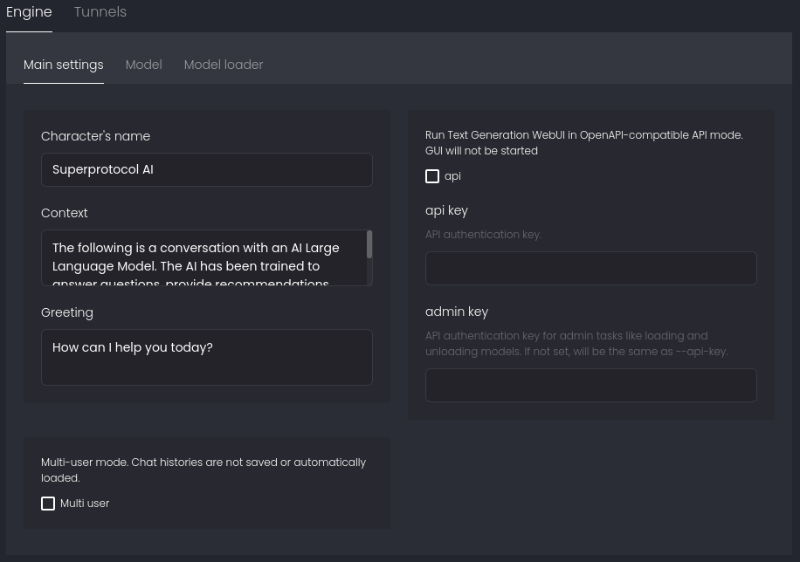 Engine Tunnels
Main settings Model Model loader
Character's name
Superprotocol AI
Context
The following is a conversation with an AI Large
Language Model. The AI has been trained to
answer questions, provide recommendations,
Greeting
How can I help you today?
Multi-user mode. Chat histories are not saved or automatically
loaded.
Multi user
Run Text Generation WebUI in OpenAPI-compatible API mode.
GUI will not be started
api
api key
API authentication key.
admin key
API authentication key for admin tasks like loading and
unloading models. If not set, will be the same as --api-key.